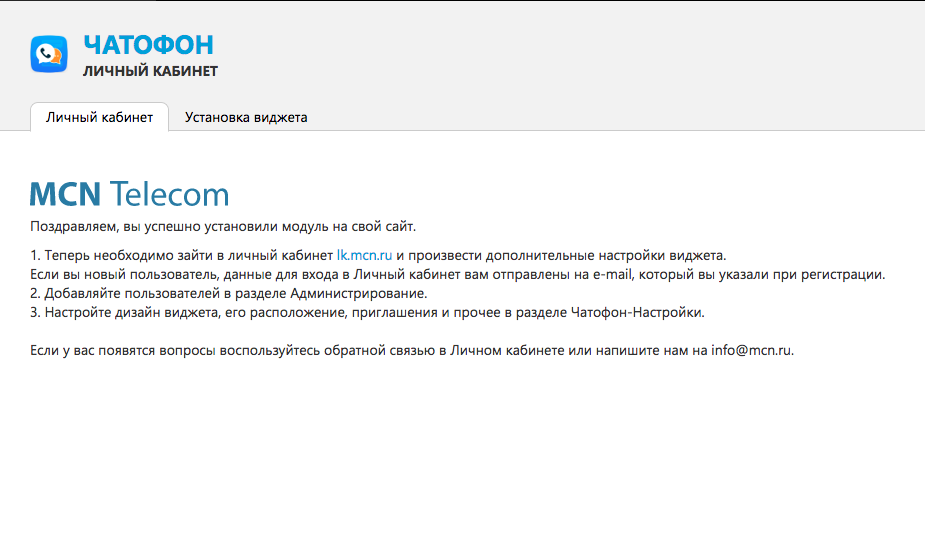 ЧАТОФОН
ЛИЧНЫЙ КАБИНЕТ
Личный кабинет
Установка виджета
MCN Telecom
Поздравляем, вы успешно установили модуль на свой сайт.
1. Теперь необходимо зайти в личный кабинет lk.mcn.ru и произвести дополнительные настройки виджета.
Если вы новый пользователь, данные для входа в Личный кабинет вам отправлены на e-mail, который вы указали при регистрации.
2. Добавляйте пользователей в разделе Администрирование.
3. Настройте дизайн виджета, его расположение, приглашения и прочее в разделе Чатофон-Настройки.
Если у вас появятся вопросы воспользуйтесь обратной связью в Личном кабинете или напишите нам на info@mcn.ru.